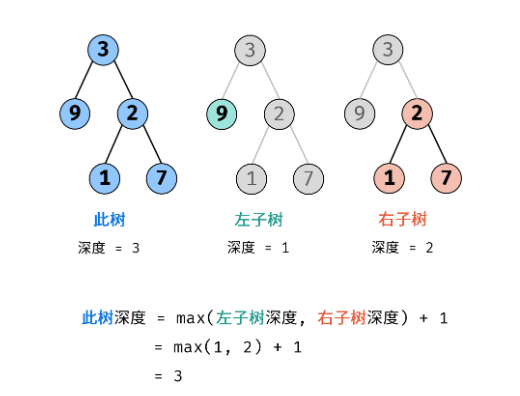 3 3 3
9 2 9 2 9 2
1 7 1 7 1 7
此树 左子树 右子树
深度 = 3 深度 = 1 深度 = 2
此树深度 = max(左子树深度, 右子树深度) + 1
= max(1, 2) + 1
= 3